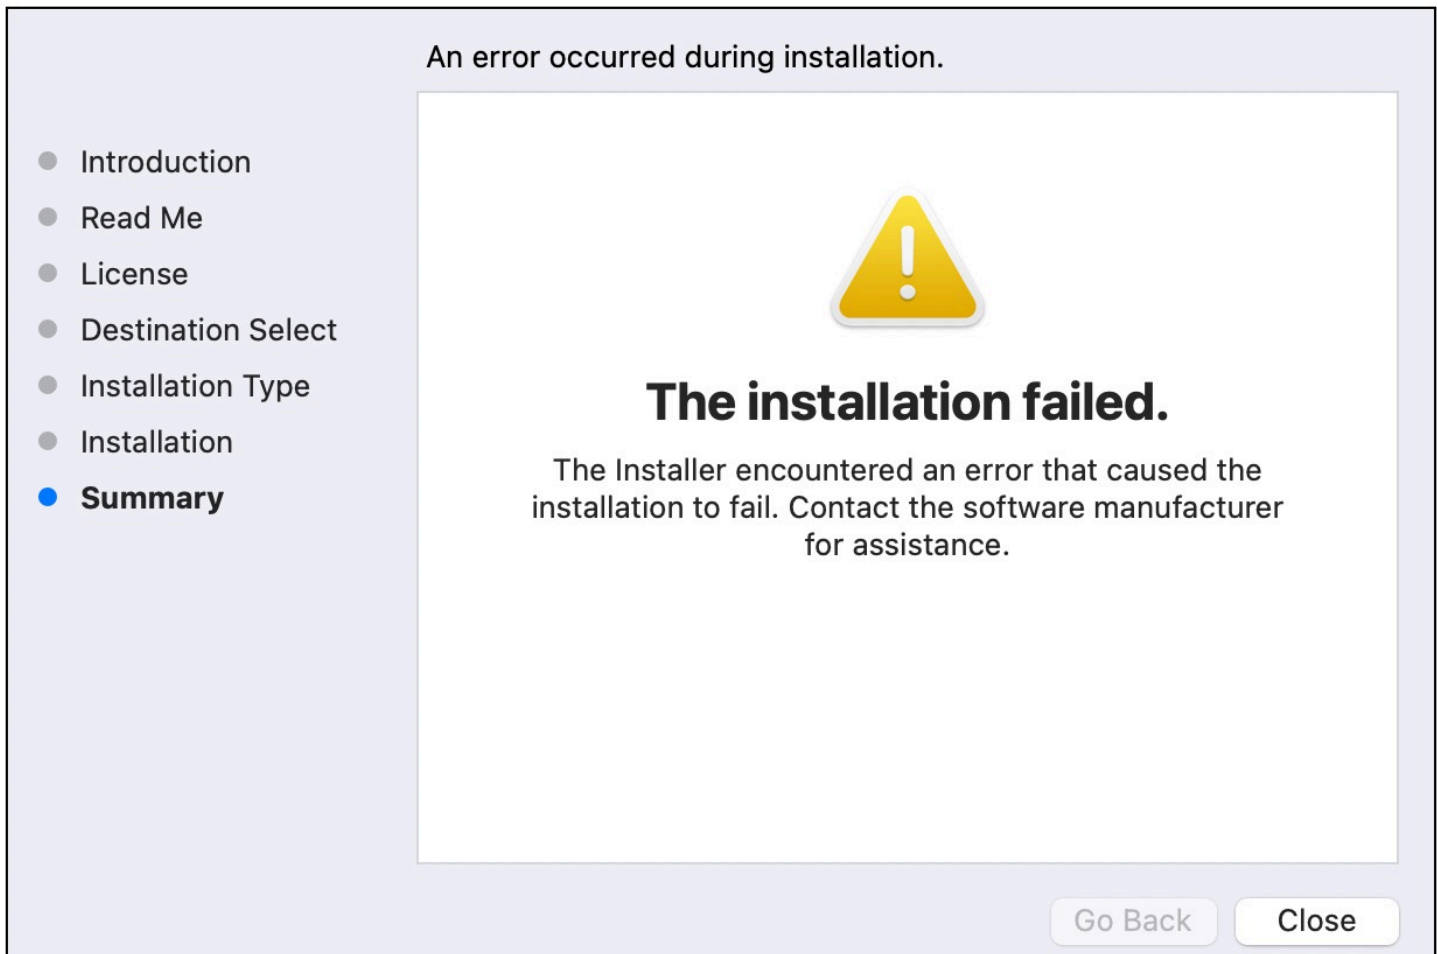 An error occurred during installation.
Introduction
Read Me
License
Destination Select
Installation Type
Installation
Summary
The installation failed.
The Installer encountered an error that caused the
installation to fail. Contact the software manufacturer
for assistance.
Go Back
Close